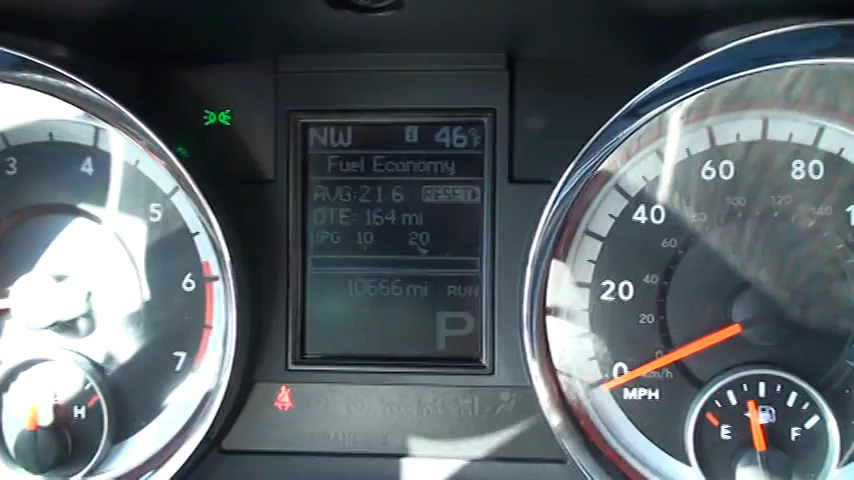 NW 46°F
Fuel Economy
AVG: 21.6 RESET
DTE: 164 mi
MPG 10 20
10666 mi RUN
P
3 4 5 6 7
H
0 20 40 60 80
MPH
20 40 60 100 120 140
km/h
E F
BRAKE